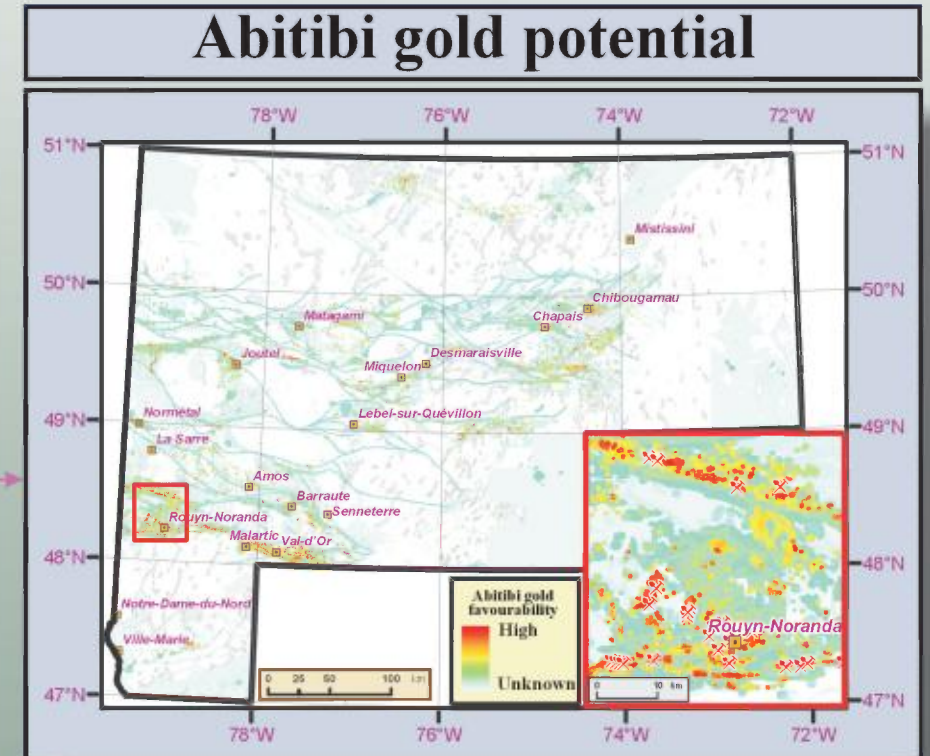 Abitibi gold potential
78°W 76°W 74°W 72°W
51°N 51°N
Mistissini
50°N 50°N
Chibougamau
Matagami Chapais
Joutel Desmaraisville
Miquelon
Normétal Lebel-sur-Quévillon
49°N 49°N
La Sarre
Amos
Barraute
Rouyn-Noranda Senneterre
Malartic Val-d'Or
48°N 48°N
Notre-Dame-du-Nord
Abitibi gold
favourability
High
Rouyn-Noranda
Ville-Marie
Unknown
0 25 50 100 km
0 10 km
47°N 47°N
78°W 76°W 74°W 72°W